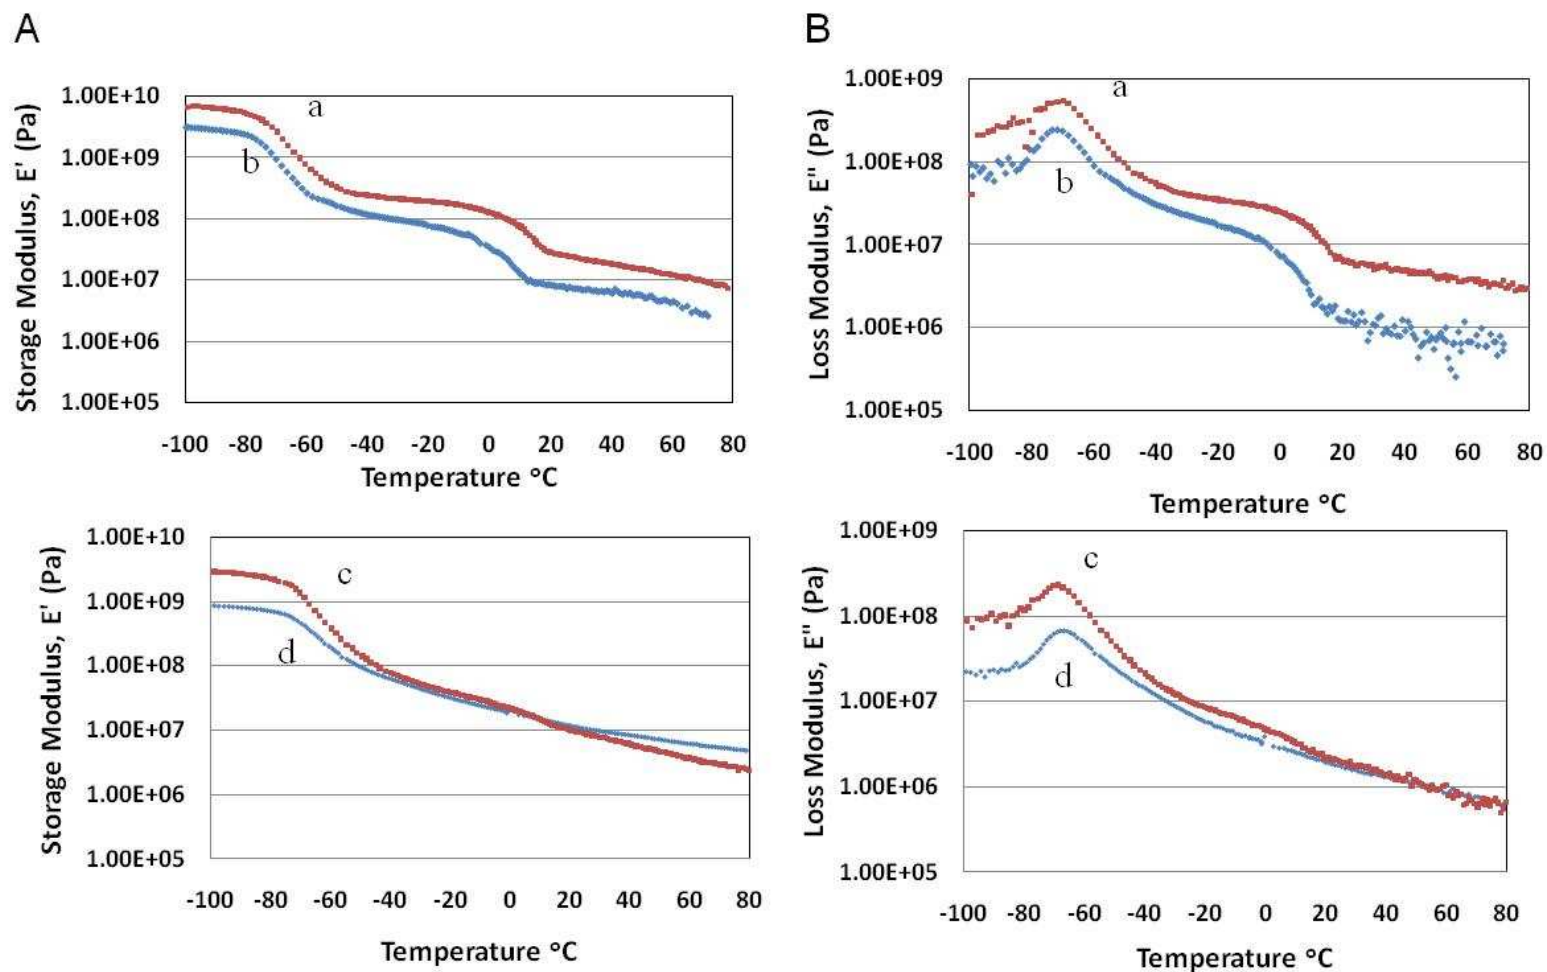 A
B
Storage Modulus, E' (Pa)
1.00E+10
1.00E+09
1.00E+08
1.00E+07
1.00E+06
1.00E+05
a
b
-100 -80 -60 -40 -20 0 20 40 60 80
Temperature °C
Loss Modulus, E" (Pa)
1.00E+09
1.00E+08
1.00E+07
1.00E+06
1.00E+05
a
b
-100 -80 -60 -40 -20 0 20 40 60 80
Temperature °C
Storage Modulus, E' (Pa)
1.00E+10
1.00E+09
1.00E+08
1.00E+07
1.00E+06
1.00E+05
c
d
-100 -80 -60 -40 -20 0 20 40 60 80
Temperature °C
Loss Modulus, E" (Pa)
1.00E+09
1.00E+08
1.00E+07
1.00E+06
1.00E+05
c
d
-100 -80 -60 -40 -20 0 20 40 60 80
Temperature °C